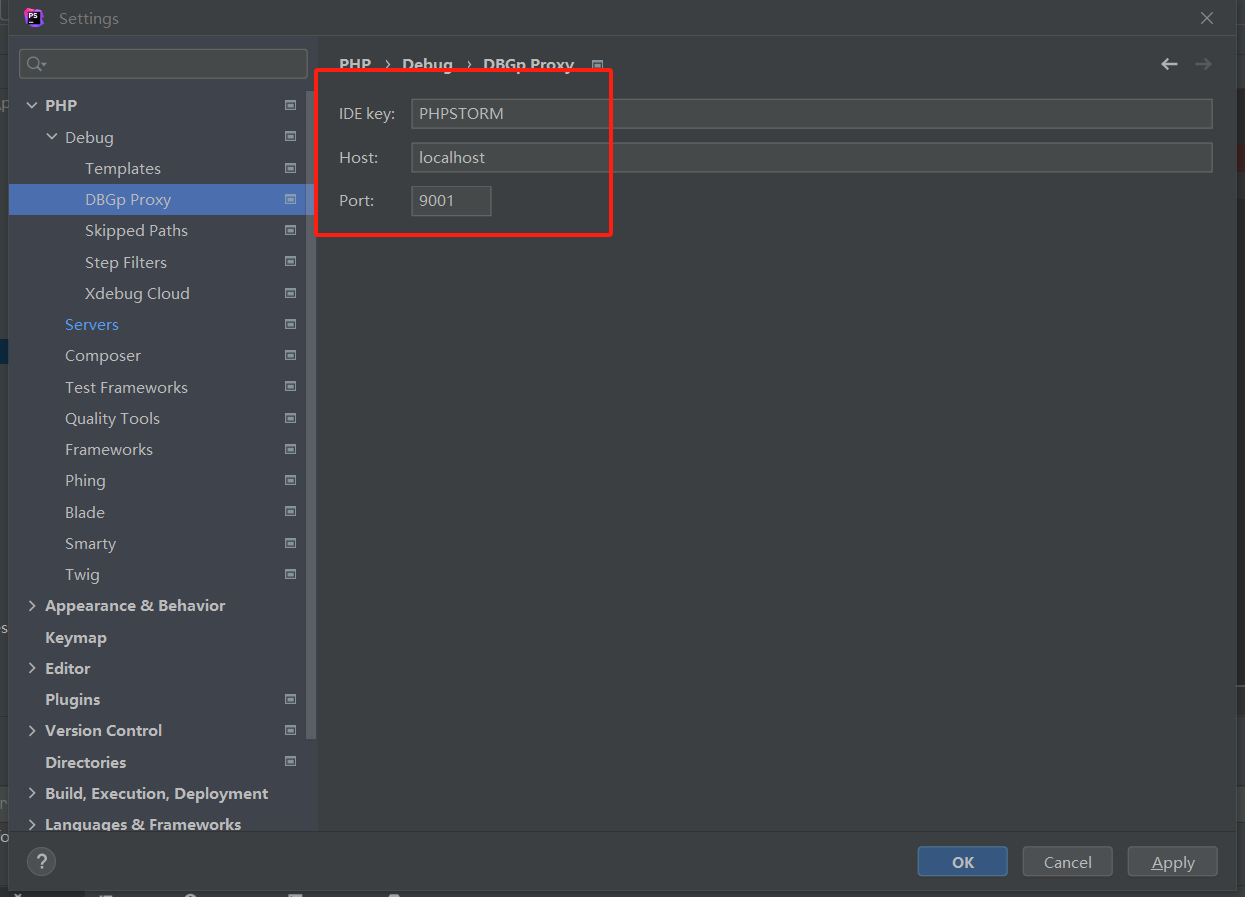 PS
Settings
PHP
Debug
Templates
DBGp Proxy
Skipped Paths
Step Filters
Xdebug Cloud
Servers
Composer
Test Frameworks
Quality Tools
Frameworks
Phing
Blade
Smarty
Twig
Appearance & Behavior
Keymap
Editor
Plugins
Version Control
Directories
Build, Execution, Deployment
Languages & Frameworks
PHP › Debug › DBGp Proxy
IDE key: PHPSTORM
Host: localhost
Port: 9001
?
OK Cancel Apply